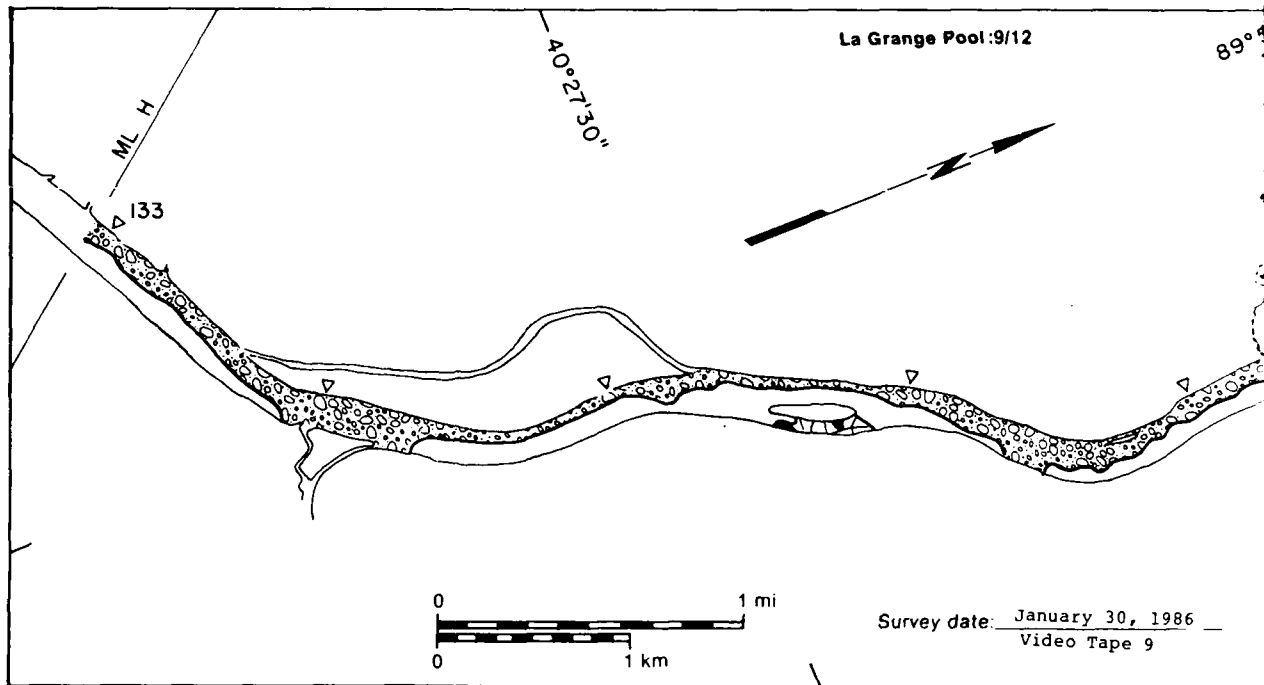 La Grange Pool:9/12
89°
40°27'30"
ML H
N
133
0 1 mi
0 1 km
Survey date: January 30, 1986
Video Tape 9